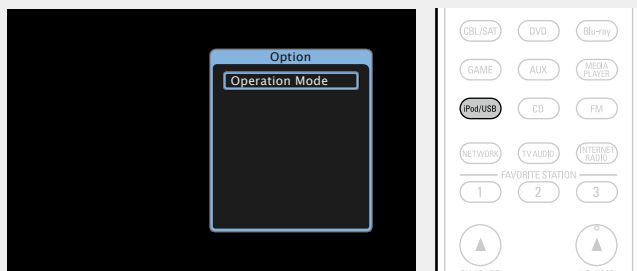 Option
Operation Mode
CBL/SAT DVD Blu-ray
GAME AUX MEDIA PLAYER
iPod/USB CD FM
NETWORK TV AUDIO INTERNET RADIO
FAVORITE STATION
1 2 3